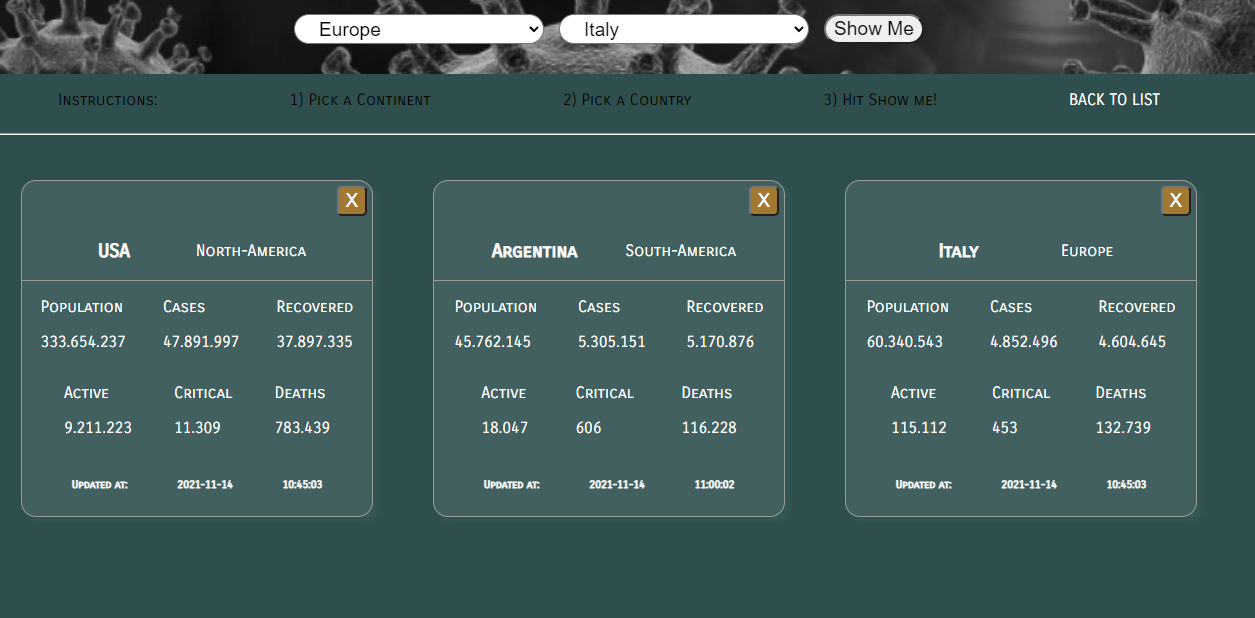 Europe Italy Show Me
Instructions: 1) Pick a Continent 2) Pick a Country 3) Hit Show me! BACK TO LIST
X
USA North-America
Population Cases Recovered
333.654.237 47.891.997 37.897.335
Active Critical Deaths
9.211.223 11.309 783.439
Updated at: 2021-11-14 10:45:03
X
Argentina South-America
Population Cases Recovered
45.762.145 5.305.151 5.170.876
Active Critical Deaths
18.047 606 116.228
Updated at: 2021-11-14 11:00:02
X
Italy Europe
Population Cases Recovered
60.340.543 4.852.496 4.604.645
Active Critical Deaths
115.112 453 132.739
Updated at: 2021-11-14 10:45:03